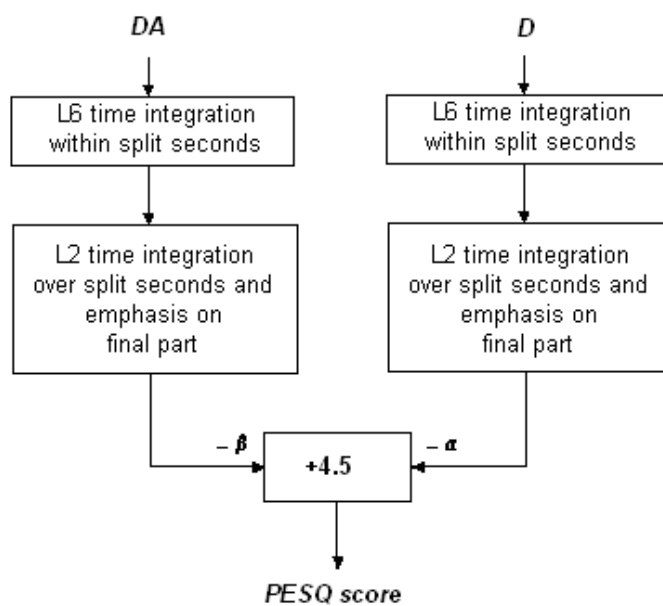 DA
L6 time integration
within split seconds
L2 time integration
over split seconds and
emphasis on
final part
D
L6 time integration
within split seconds
L2 time integration
over split seconds and
emphasis on
final part
– β
+4.5
– α
PESQ score